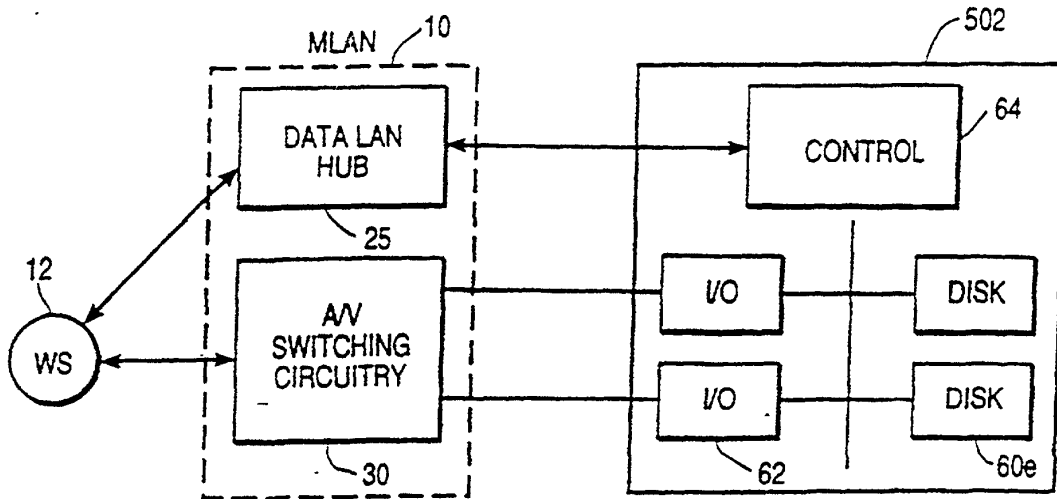 MLAN
10
502
DATA LAN
HUB
25
CONTROL
64
12
WS
A/V
SWITCHING
CIRCUITRY
30
I/O
DISK
I/O
62
DISK
60e